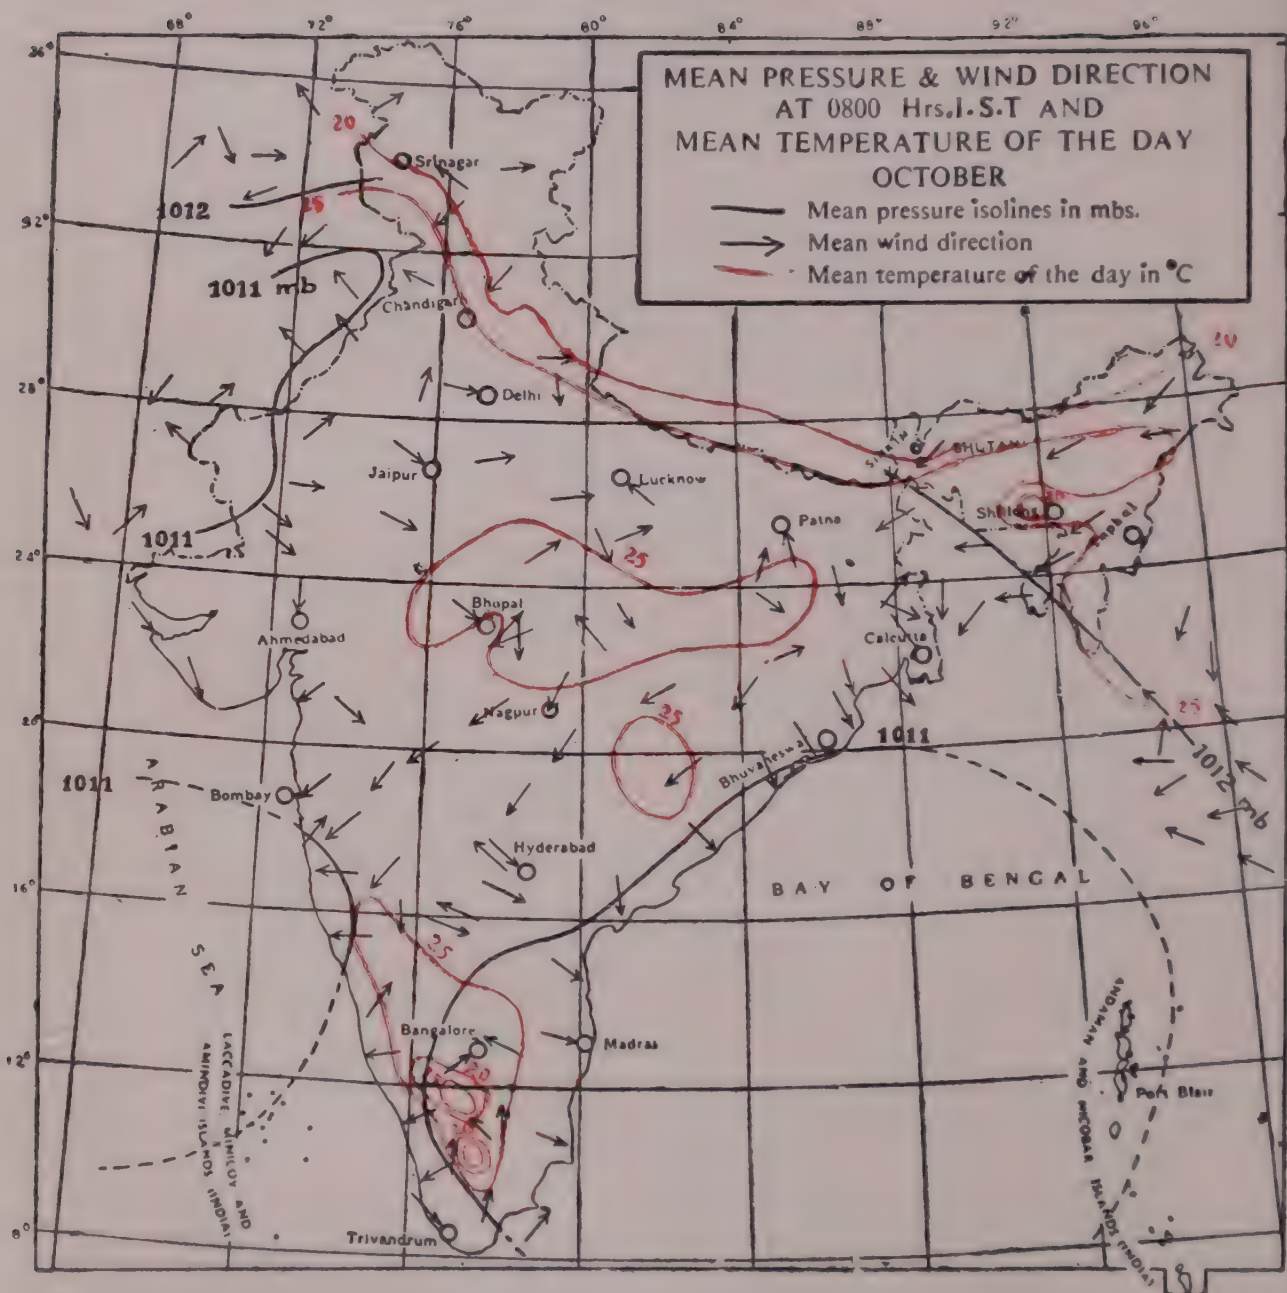 68° 72° 76° 80° 84° 88° 92° 96°
36°
MEAN PRESSURE & WIND DIRECTION
AT 0800 Hrs.I.S.T AND
MEAN TEMPERATURE OF THE DAY
OCTOBER
Mean pressure isolines in mbs.
Mean wind direction
Mean temperature of the day in °C
20
Srinagar
1012
25
32°
1011 mb
Chandigar
20
28°
Delhi
BHUTAN
Jaipur
Lucknow
Shillong
Patna
1011
24°
25
Bhopal
Ahmedabad
Calcutta
Nagpur
25
25
20°
1011
Bhuvaneswa
1012 mb
1011
Bombay
ARABIAN
SEA
Hyderabad
BAY OF BENGAL
16°
25
Bangalore
Madras
12°
20
LACCADIVE, MINICOY AND
AMINDIVI ISLANDS (INDIA)
ANDAMAN AND NICOBAR ISLANDS (INDIA)
Port Blair
8°
Trivandrum